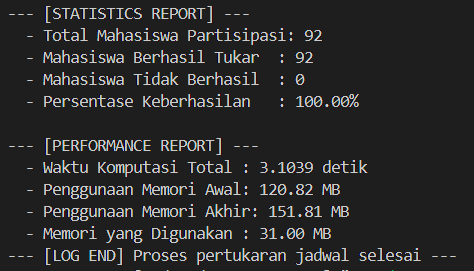 --- [STATISTICS REPORT] ---
- Total Mahasiswa Partisipasi: 92
- Mahasiswa Berhasil Tukar : 92
- Mahasiswa Tidak Berhasil : 0
- Persentase Keberhasilan : 100.00%
--- [PERFORMANCE REPORT] ---
- Waktu Komputasi Total : 3.1039 detik
- Penggunaan Memori Awal: 120.82 MB
- Penggunaan Memori Akhir: 151.81 MB
- Memori yang Digunakan : 31.00 MB
--- [LOG END] Proses pertukaran jadwal selesai ---